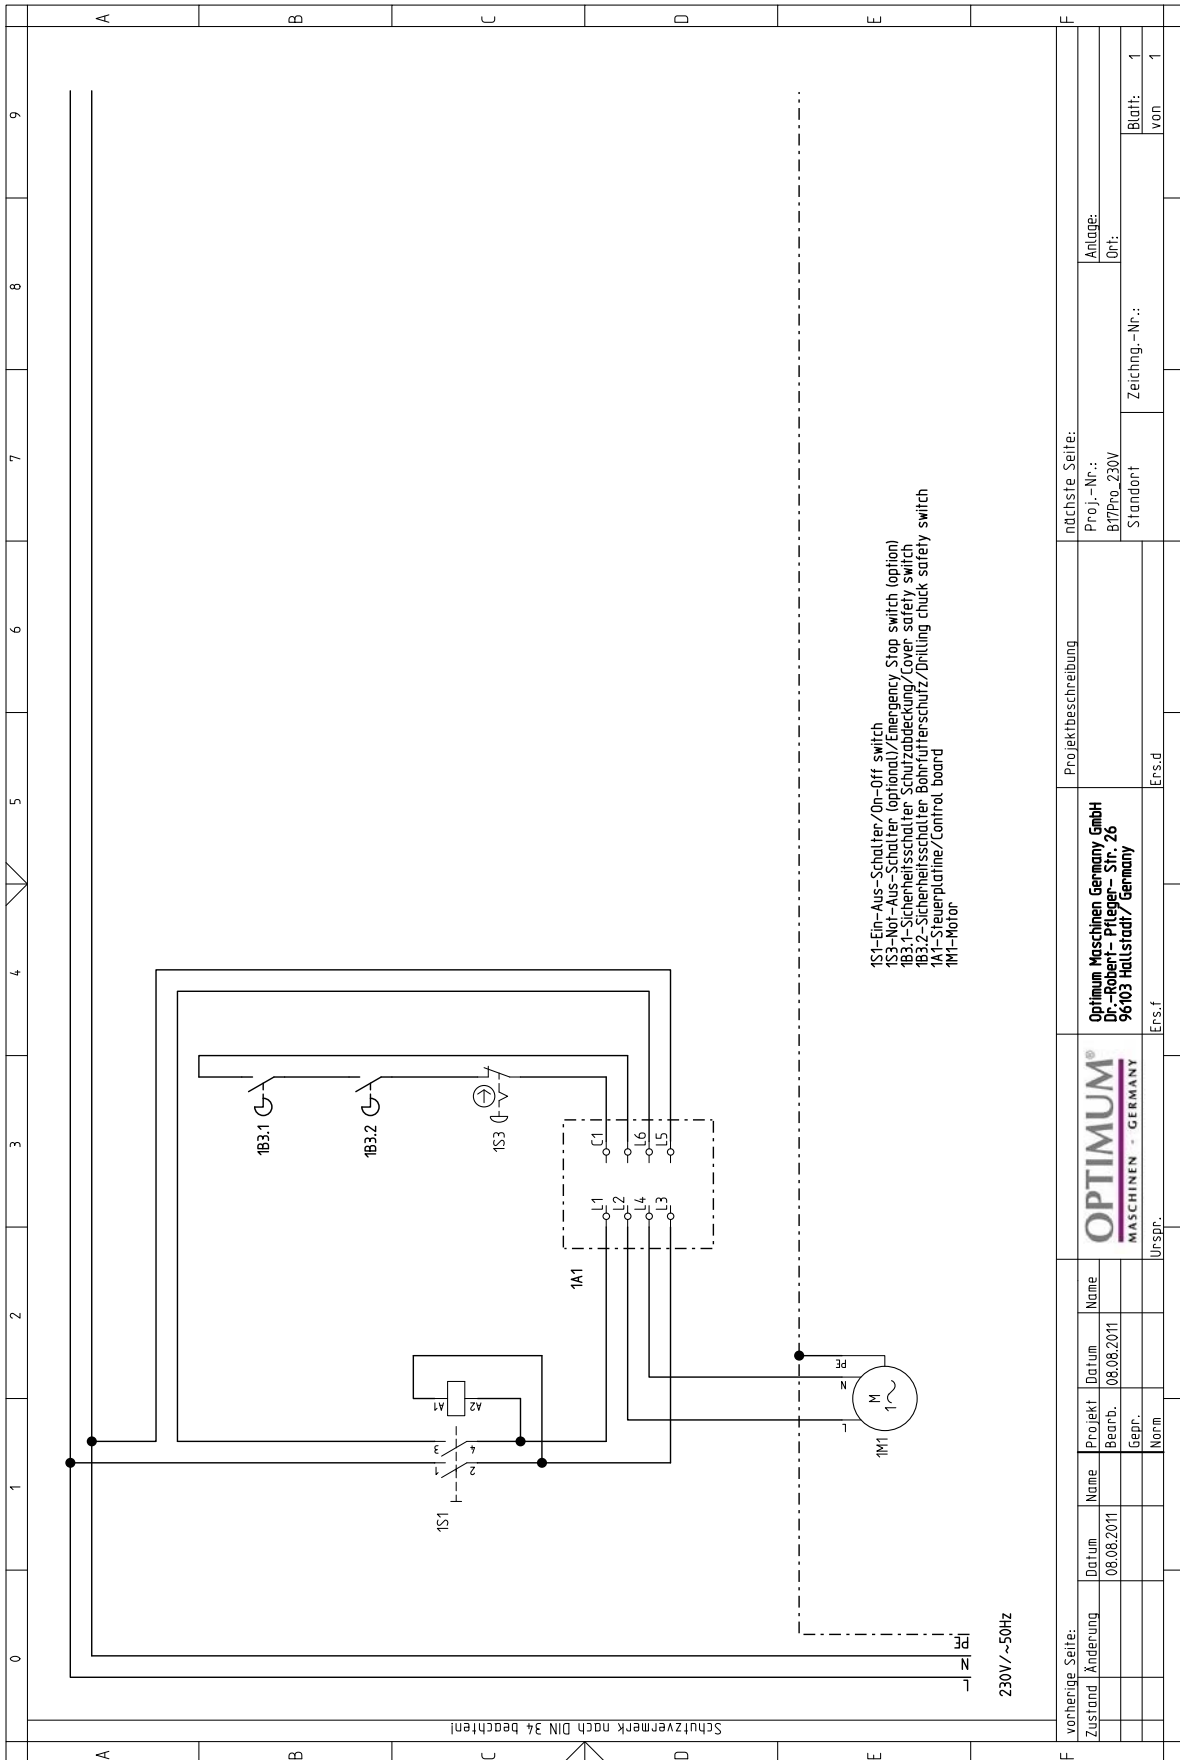 0 1 2 3 4 5 6 7 8 9
A
B
C
D
E
F
Schutzvermerk nach DIN 34 beachten!
1B3.1
1B3.2
1S3
1S1
1 3 A1
2 4 A2
1A1
L1 C1
L2
L4 L6
L3 L5
L N PE
1M1
M
1~
L N PE
230V/~50Hz
1S1-Ein-Aus-Schalter/On-Off switch
1S3-Not-Aus-Schalter (optional)/Emergency Stop switch (option)
1B3.1-Sicherheitsschalter Schutzabdeckung/Cover safety switch
1B3.2-Sicherheitsschalter Bohrfutterschutz/Drilling chuck safety switch
1A1-Steuerplatine/Control board
1M1-Motor
A
B
C
D
E
F
vorherige Seite:
Zustand Änderung Datum Name
08.08.2011
Projekt Datum Name
Bearb. 08.08.2011
Gepr.
Norm
OPTIMUM®
MASCHINEN - GERMANY
Urspr.
Optimum Maschinen Germany GmbH
Dr.-Robert- Pfleger- Str. 26
96103 Hallstadt/ Germany
Ers.f
Ers.d
Projektbeschreibung
nächste Seite:
Proj.-Nr.:
B17Pro_230V
Standort
Zeichng.-Nr.:
Anlage:
Ort:
Blatt: 1
von 1